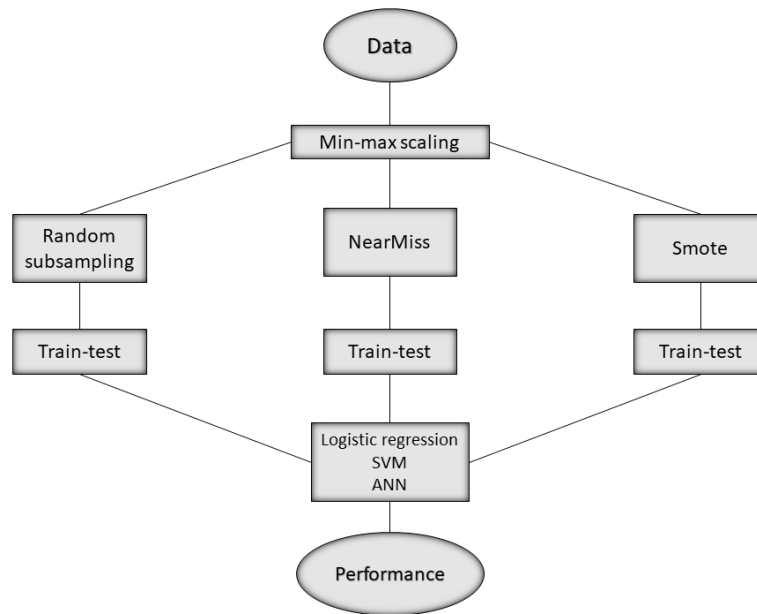 Data
Min-max scaling
Random
subsampling
NearMiss
Smote
Train-test
Train-test
Train-test
Logistic regression
SVM
ANN
Performance